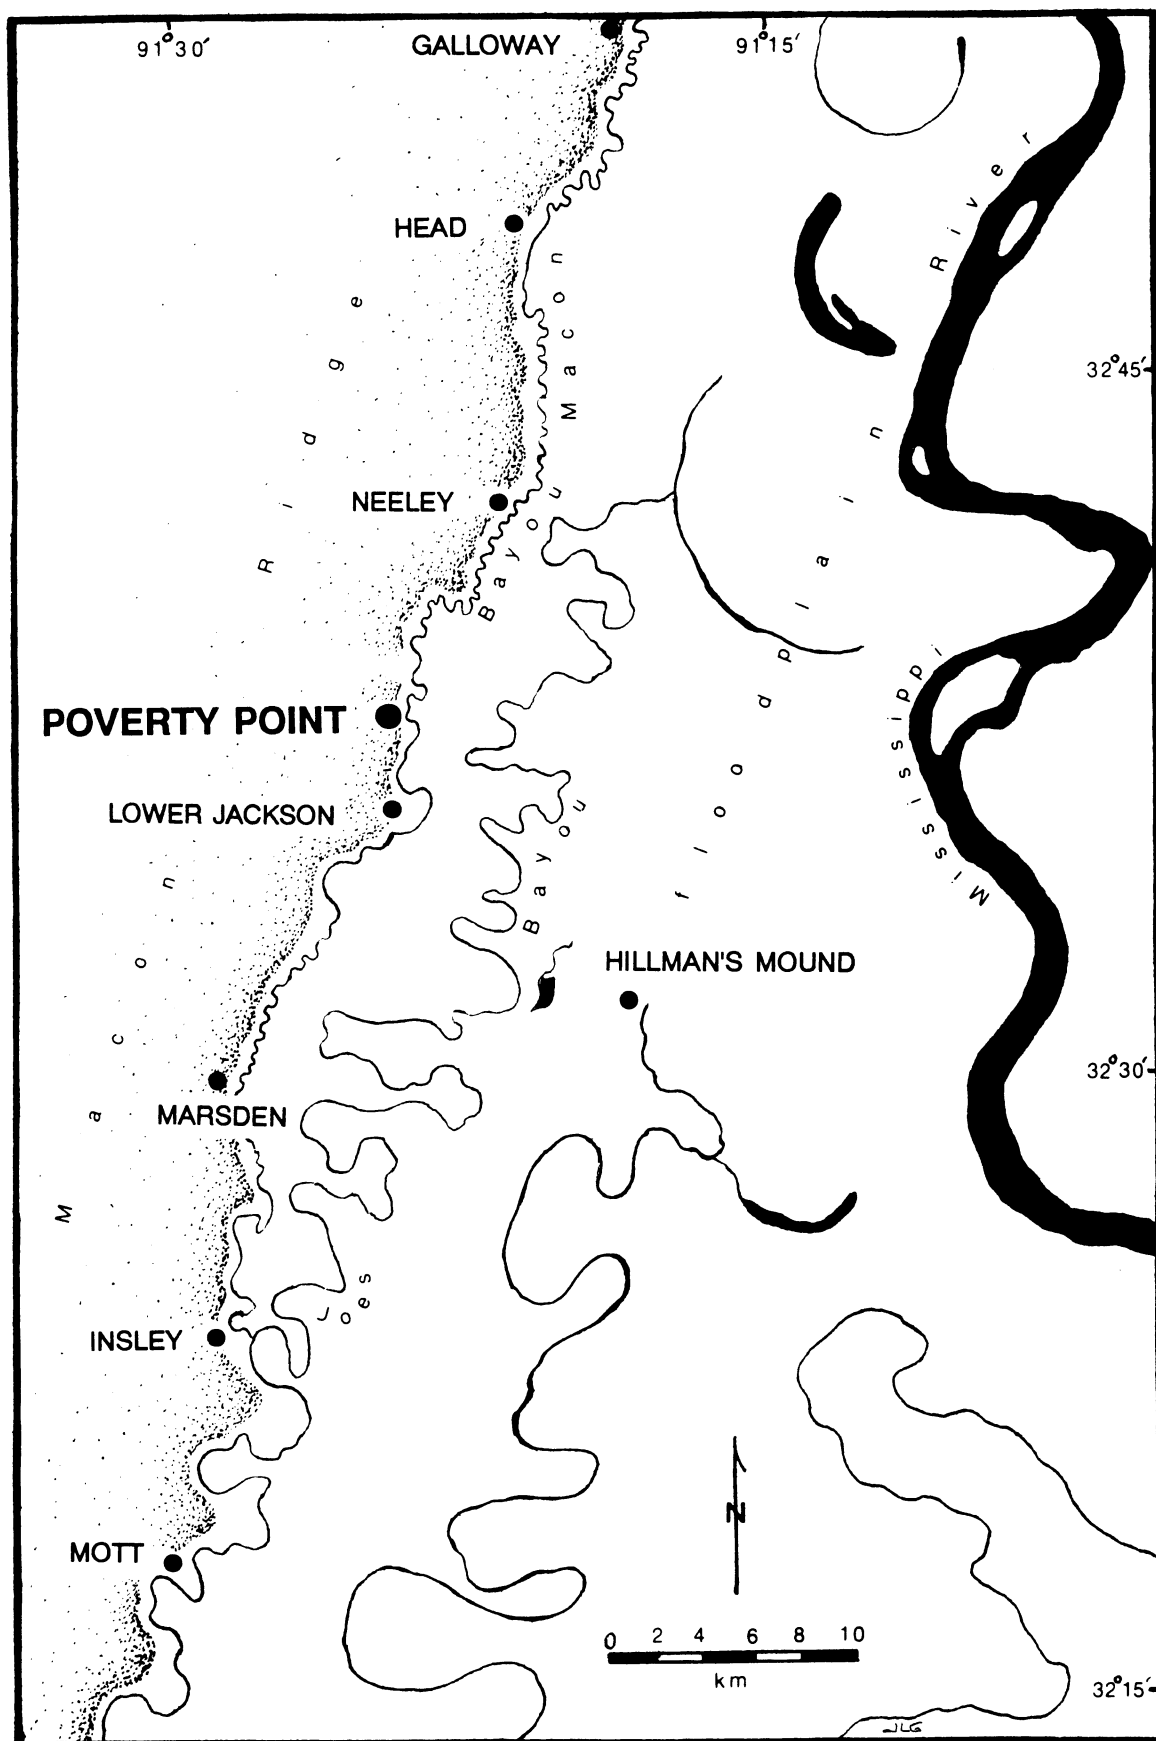 91°30′
GALLOWAY
91°15′
River
HEAD
Macon Ridge
Bayou Macon
32°45′
NEELEY
floodplain
Mississippi
POVERTY POINT
LOWER JACKSON
Joes Bayou
HILLMAN'S MOUND
32°30′
MARSDEN
INSLEY
N
MOTT
0 2 4 6 8 10
km
32°15′
JLG